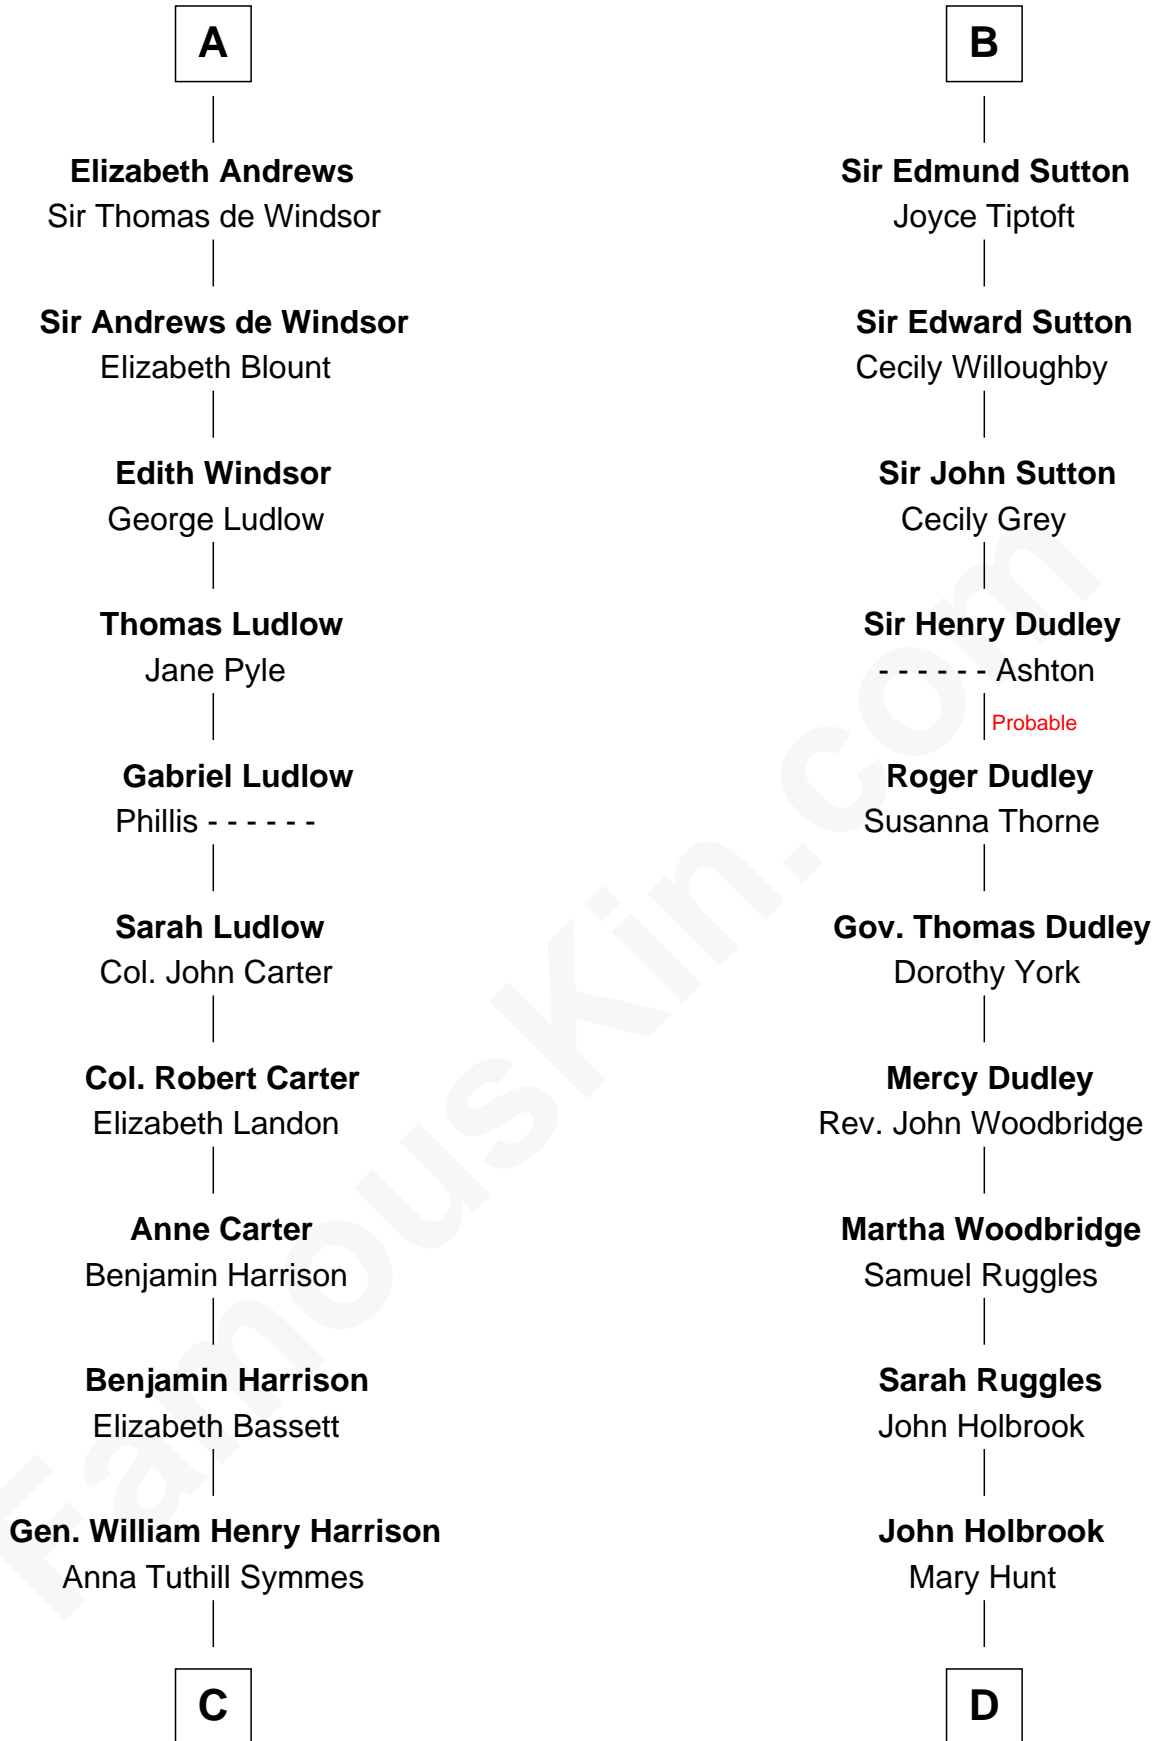 A
Elizabeth Andrews
Sir Thomas de Windsor
Sir Andrews de Windsor
Elizabeth Blount
Edith Windsor
George Ludlow
Thomas Ludlow
Jane Pyle
Gabriel Ludlow
Phillis - - - - - -
Sarah Ludlow
Col. John Carter
Col. Robert Carter
Elizabeth Landon
Anne Carter
Benjamin Harrison
Benjamin Harrison
Elizabeth Bassett
Gen. William Henry Harrison
Anna Tuthill Symmes
C
B
Sir Edmund Sutton
Joyce Tiptoft
Sir Edward Sutton
Cecily Willoughby
Sir John Sutton
Cecily Grey
Sir Henry Dudley
- - - - - - Ashton
Probable
Roger Dudley
Susanna Thorne
Gov. Thomas Dudley
Dorothy York
Mercy Dudley
Rev. John Woodbridge
Martha Woodbridge
Samuel Ruggles
Sarah Ruggles
John Holbrook
John Holbrook
Mary Hunt
D
FamousKin.com